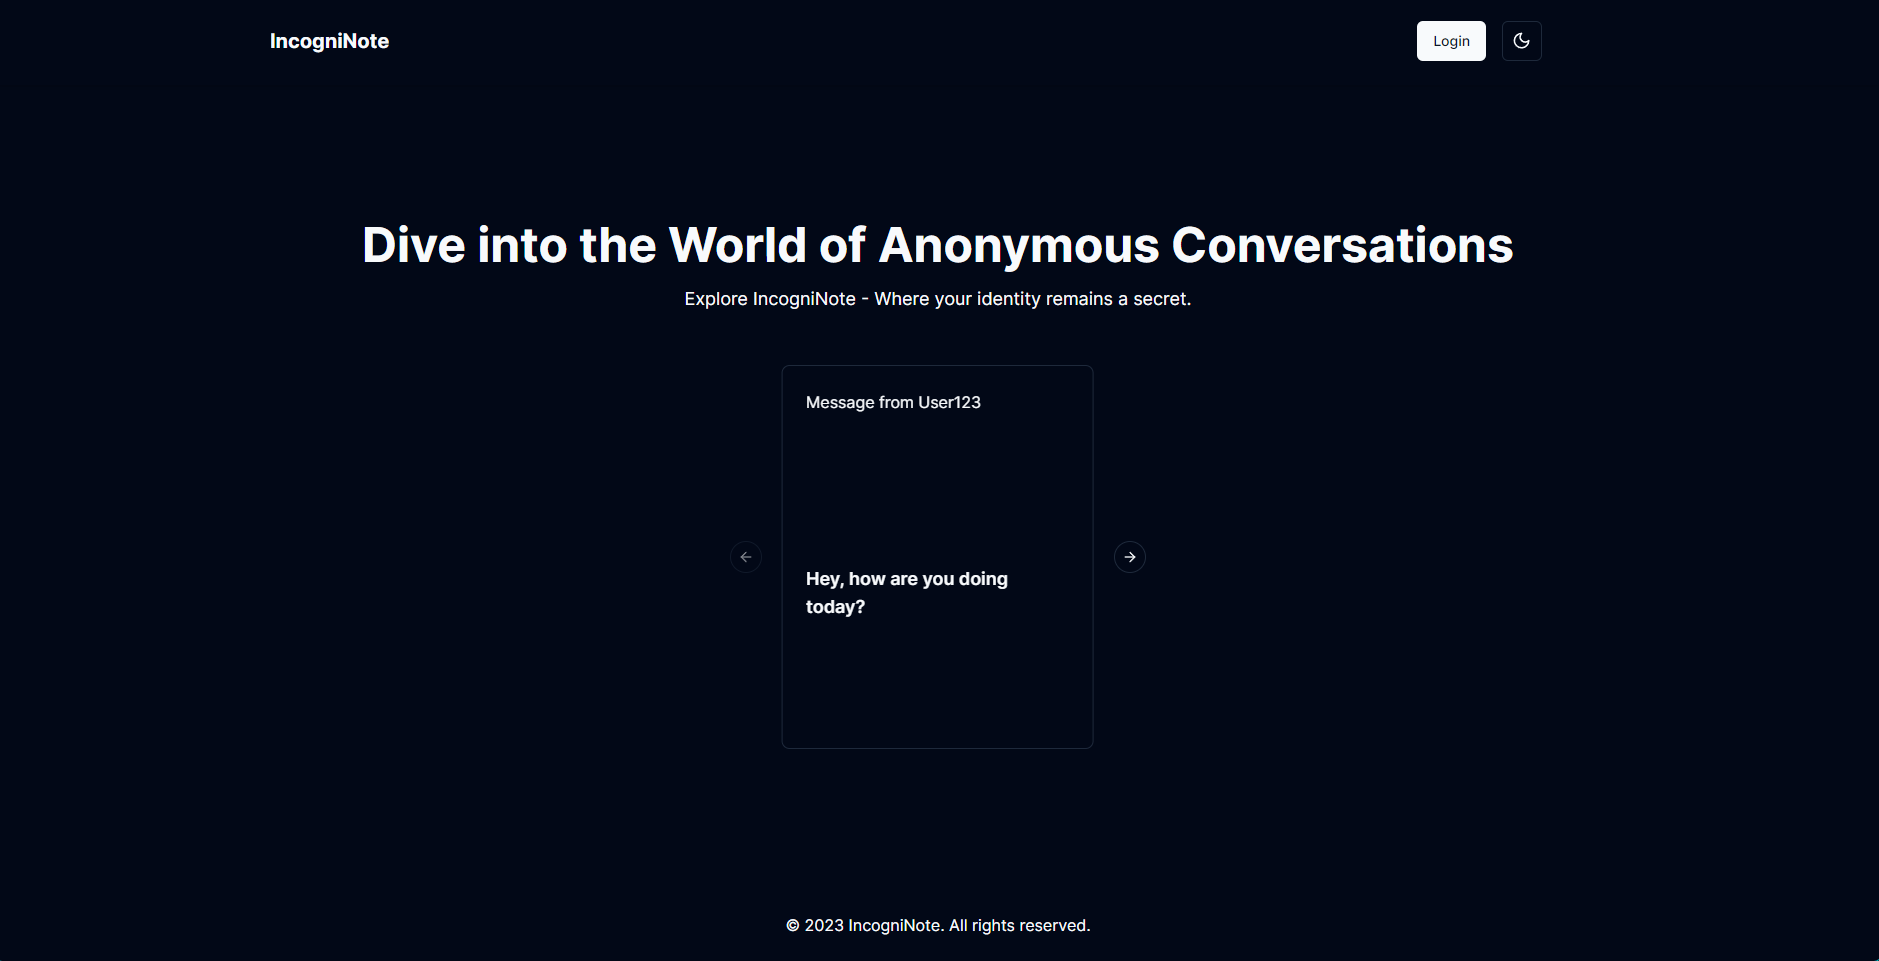 IncogniNote
Login
Dive into the World of Anonymous Conversations
Explore IncogniNote - Where your identity remains a secret.
Message from User123
Hey, how are you doing
today?
© 2023 IncogniNote. All rights reserved.